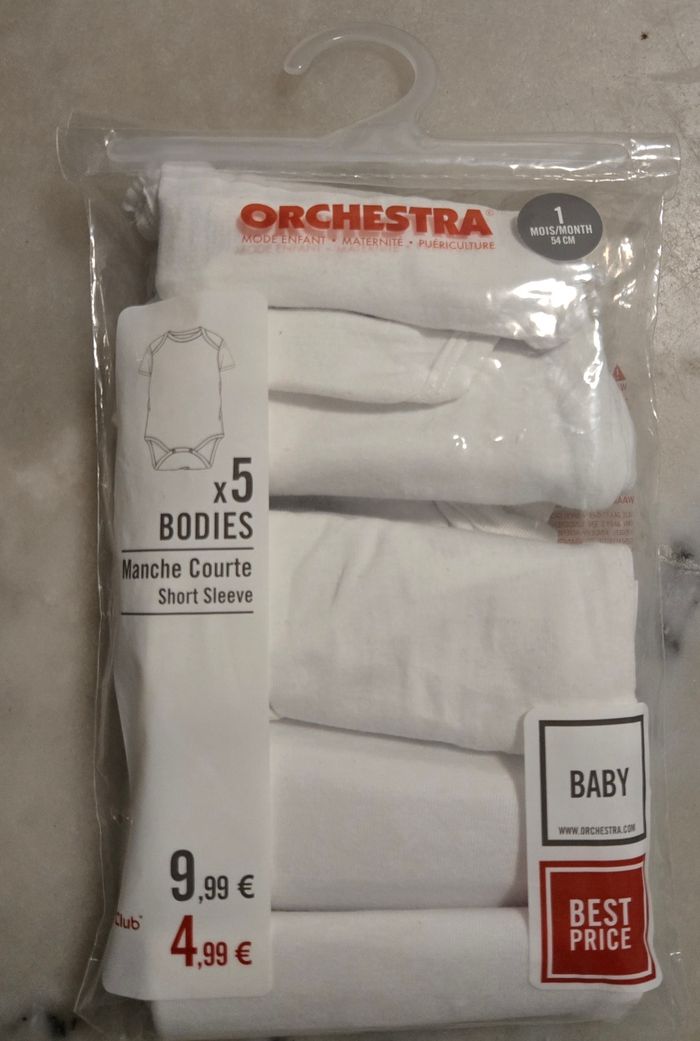 ORCHESTRA
MODE ENFANT • MATERNITÉ • PUÉRICULTURE
1
MOIS/MONTH
54 CM
x5
BODIES
Manche Courte
Short Sleeve
9,99 €
Club
4,99 €
BABY
WWW.ORCHESTRA.COM
BEST
PRICE